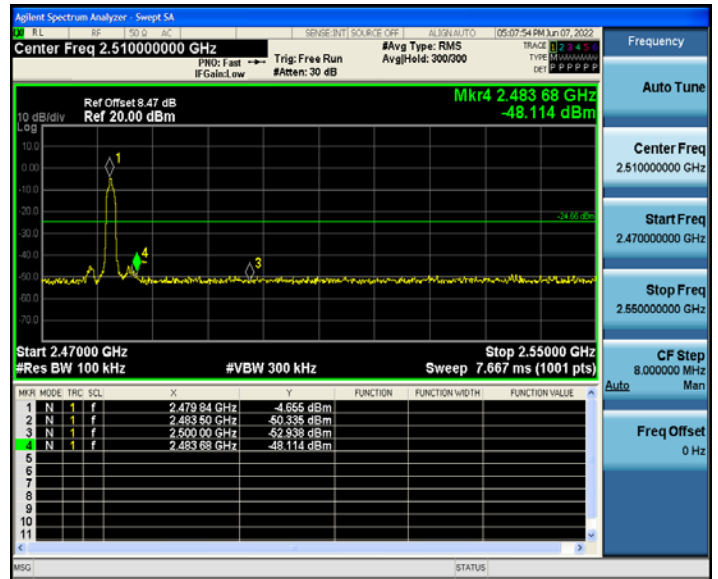 Agilent Spectrum Analyzer - Swept SA
RL RF 50 Ω AC SENSE:INT SOURCE OFF ALIGN AUTO 05:07:54 PM Jun 07, 2022
Center Freq 2.510000000 GHz
PNO: Fast
IFGain:Low
Trig: Free Run
#Atten: 30 dB
#Avg Type: RMS
Avg|Hold: 300/300
TRACE 1 2 3 4 5 6
TYPE
DET P P P P P P
Ref Offset 8.47 dB
10 dB/div Ref 20.00 dBm
Log
Mkr4 2.483 68 GHz
-48.114 dBm
10.0
0.00
-10.0
-20.0
-30.0
-40.0
-50.0
-60.0
-70.0
1
4
3
-24.66 dBm
Start 2.47000 GHz Stop 2.55000 GHz
#Res BW 100 kHz #VBW 300 kHz Sweep 7.667 ms (1001 pts)
MKR MODE TRC SCL X Y FUNCTION FUNCTION WIDTH FUNCTION VALUE
1 N 1 f 2.479 84 GHz -4.655 dBm
2 N 1 f 2.483 50 GHz -50.335 dBm
3 N 1 f 2.500 00 GHz -52.938 dBm
4 N 1 f 2.483 68 GHz -48.114 dBm
5
6
7
8
9
10
11
MSG STATUS
Frequency
Auto Tune
Center Freq
2.510000000 GHz
Start Freq
2.470000000 GHz
Stop Freq
2.550000000 GHz
CF Step
8.000000 MHz
Auto Man
Freq Offset
0 Hz